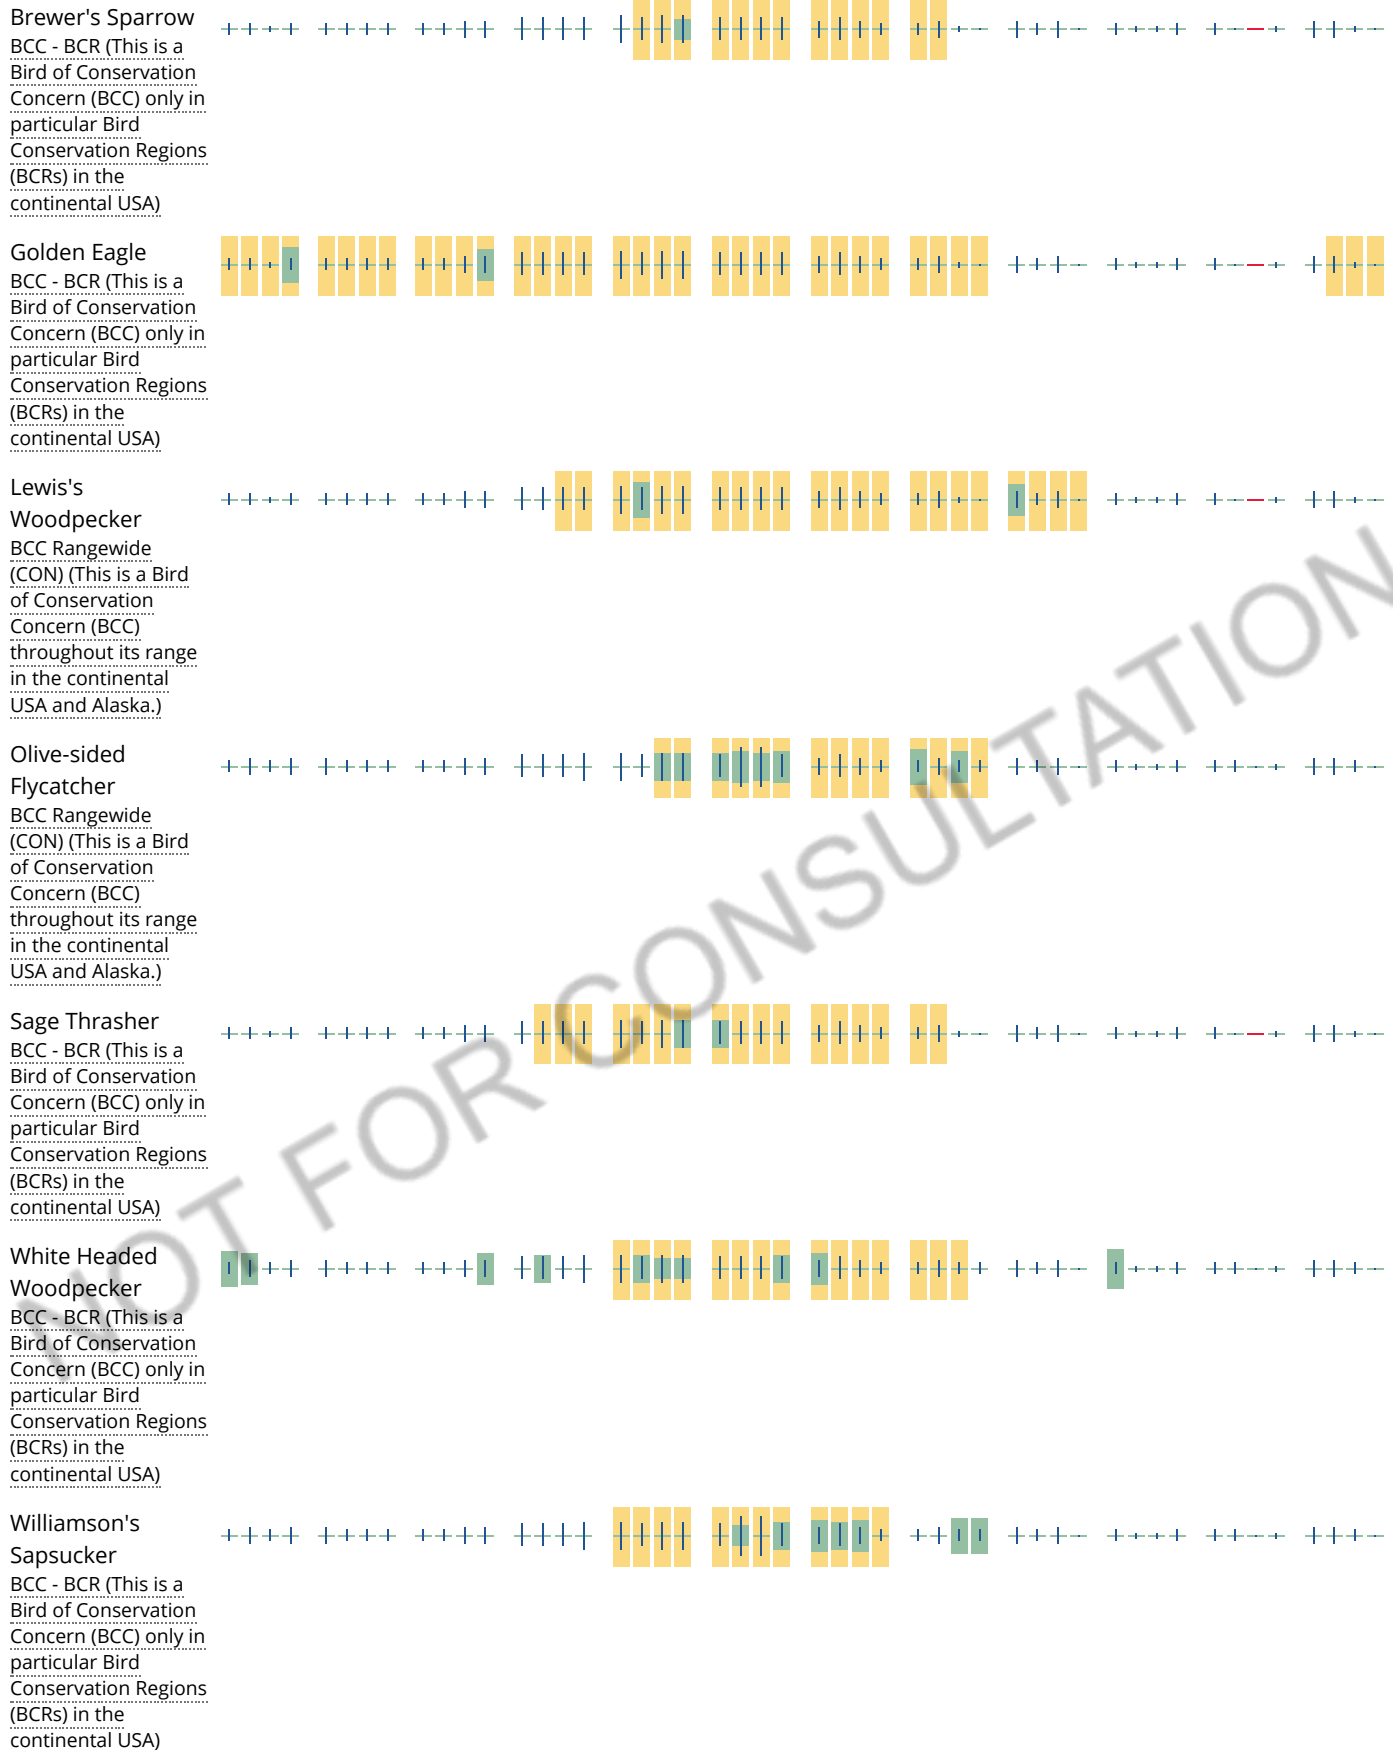 Brewer's Sparrow
BCC - BCR (This is a
Bird of Conservation
Concern (BCC) only in
particular Bird
Conservation Regions
(BCRs) in the
continental USA)
Golden Eagle
BCC - BCR (This is a
Bird of Conservation
Concern (BCC) only in
particular Bird
Conservation Regions
(BCRs) in the
continental USA)
Lewis's
Woodpecker
BCC Rangewide
(CON) (This is a Bird
of Conservation
Concern (BCC)
throughout its range
in the continental
USA and Alaska.)
Olive-sided
Flycatcher
BCC Rangewide
(CON) (This is a Bird
of Conservation
Concern (BCC)
throughout its range
in the continental
USA and Alaska.)
Sage Thrasher
BCC - BCR (This is a
Bird of Conservation
Concern (BCC) only in
particular Bird
Conservation Regions
(BCRs) in the
continental USA)
White Headed
Woodpecker
BCC - BCR (This is a
Bird of Conservation
Concern (BCC) only in
particular Bird
Conservation Regions
(BCRs) in the
continental USA)
Williamson's
Sapsucker
BCC - BCR (This is a
Bird of Conservation
Concern (BCC) only in
particular Bird
Conservation Regions
(BCRs) in the
continental USA)
NOT FOR CONSULTATION